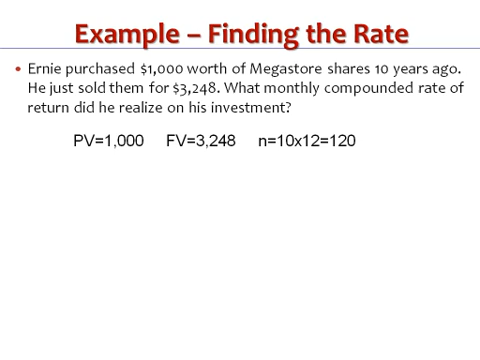 Example – Finding the Rate
• Ernie purchased $1,000 worth of Megastore shares 10 years ago.
He just sold them for $3,248. What monthly compounded rate of
return did he realize on his investment?
PV=1,000 FV=3,248 n=10x12=120